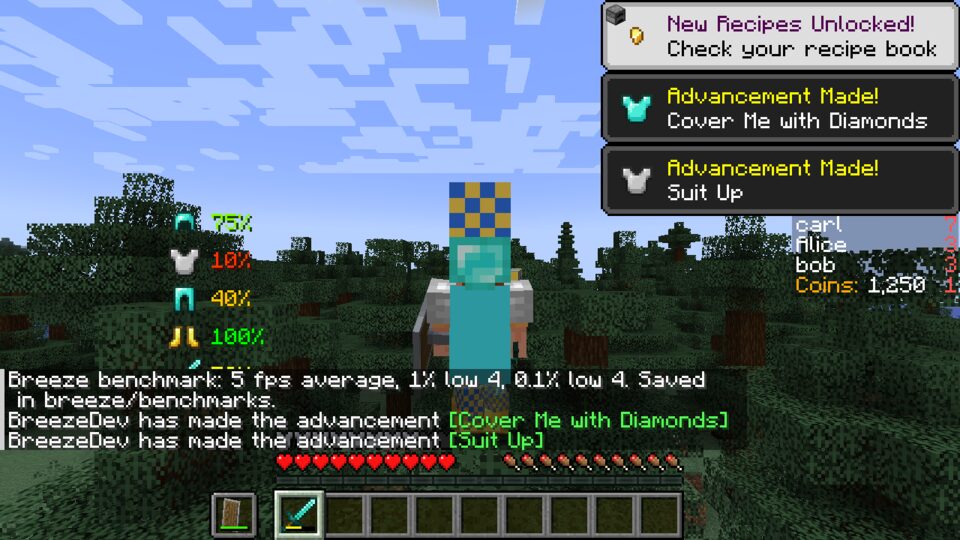 New Recipes Unlocked!
Check your recipe book
Advancement Made!
Cover Me with Diamonds
Advancement Made!
Suit Up
carl
Alice
bob
Coins: 1,250
75%
10%
40%
100%
Breeze benchmark: 5 fps average, 1% low 4, 0.1% low 4. Saved
in breeze/benchmarks.
BreezeDev has made the advancement [Cover Me with Diamonds]
BreezeDev has made the advancement [Suit Up]